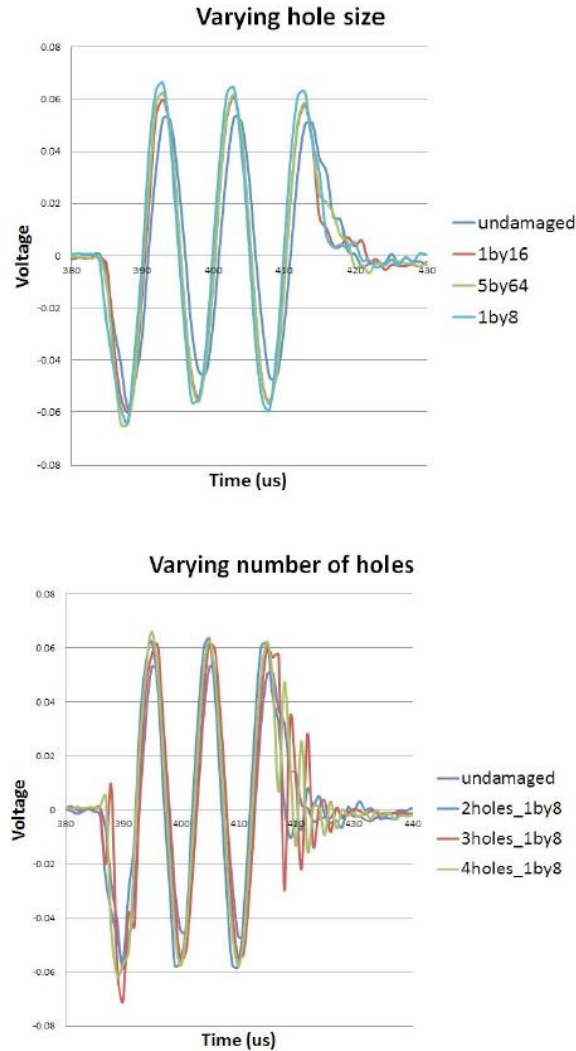 Varying hole size
0.08
0.06
0.04
0.02
0
-0.02
-0.04
-0.06
-0.08
380 390 400 410 420 430
Voltage
Time (us)
undamaged
1by16
5by64
1by8
Varying number of holes
0.08
0.06
0.04
0.02
0
-0.02
-0.04
-0.06
-0.08
380 390 400 410 420 430 440
Voltage
Time (us)
undamaged
2holes_1by8
3holes_1by8
4holes_1by8